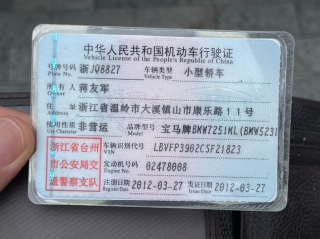 中华人民共和国机动车行驶证
Vehicle License of the People's Republic of China
号牌号码 浙JQ8827 车辆类型 小型轿车
Plate No. Vehicle Type
所有人 蒋友军
Owner
住址 浙江省温岭市大溪镇山市康乐路11号
Address
使用性质 非营运 品牌型号 宝马牌BMW7251ML(BMW523L
Use Character Model
浙江省台州市公安局交通警察支队
车辆识别代号 LBVFP3902CSF21823
VIN
发动机号码 02478008
Engine No.
注册日期 2012-03-27 发证日期 2012-03-27
Register Date Issue Date